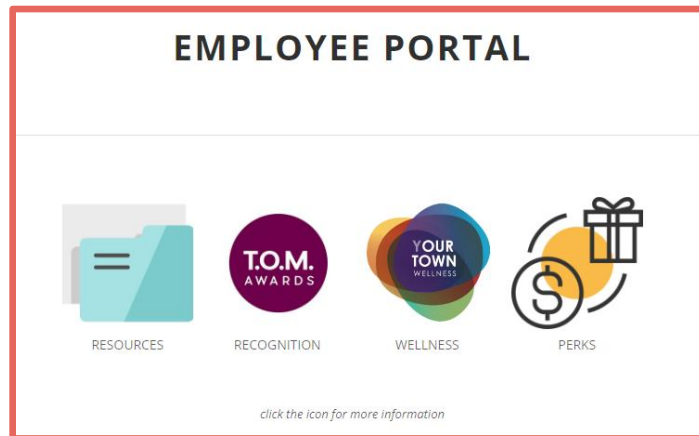 EMPLOYEE PORTAL
T.O.M.
AWARDS
YOUR
TOWN
WELLNESS
$
RESOURCES
RECOGNITION
WELLNESS
PERKS
click the icon for more information